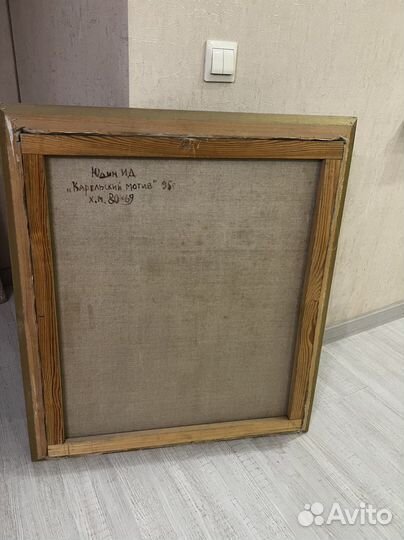 Юдин И.Д.
„Карельский мотив" 95г
х.м. 80×69
Avito